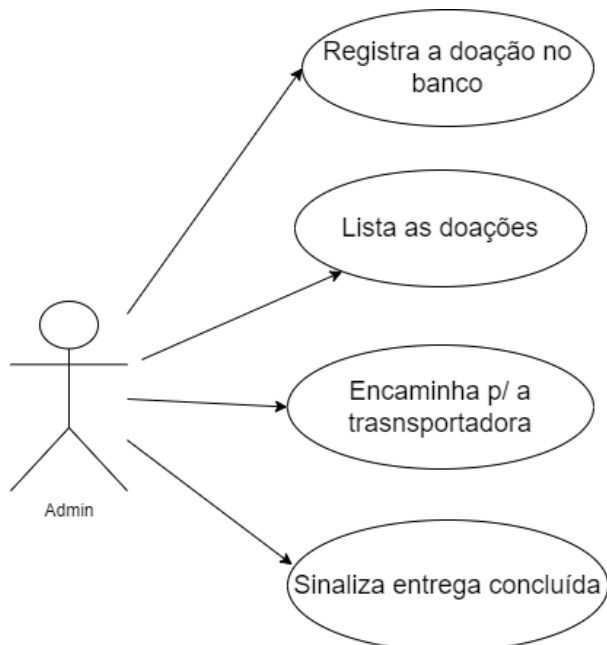 Registra a doação no
banco
Lista as doações
Encaminha p/ a
trasnsportadora
Admin
Sinaliza entrega concluída